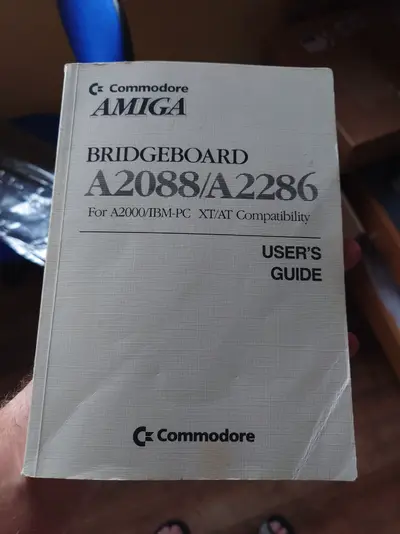 Commodore
AMIGA
BRIDGEBOARD
A2088/A2286
For A2000/IBM-PC XT/AT Compatibility
USER'S
GUIDE
Commodore